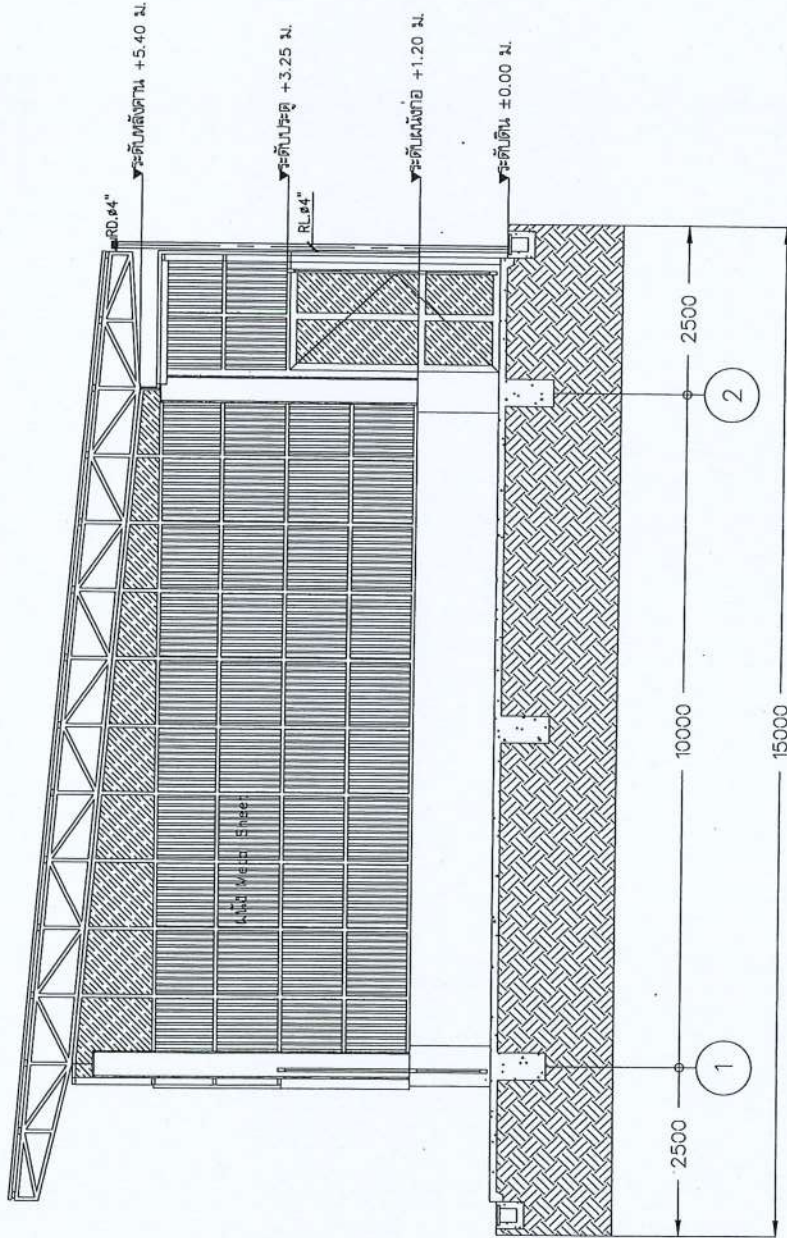 RD.ø4"
ระดับหลังคาน +5.40 ม.
ระดับประตู +3.25 ม.
RL.ø4"
ระดับผนังก่อ +1.20 ม.
ระดับดิน ±0.00 ม.
ผนัง Metal Sheet
2500
10000
2500
15000
1
2